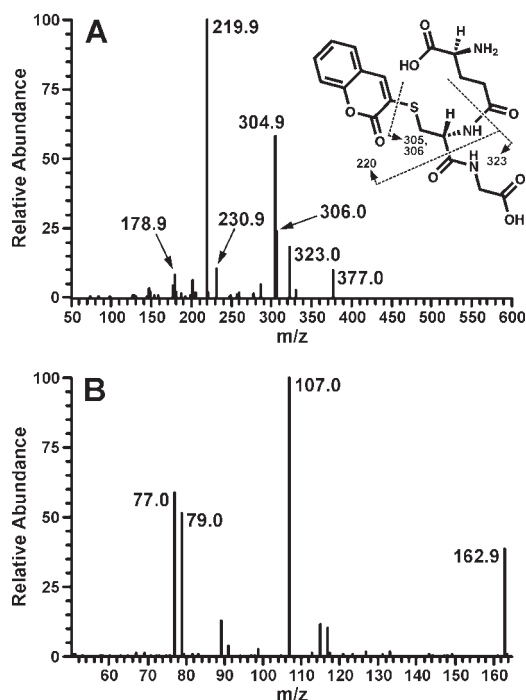 A
Relative Abundance
100
75
50
25
0
219.9
304.9
178.9
230.9
306.0
323.0
377.0
O
H
HO
NH2
O
O
S
H
O
NH
O
305,
306
323
220
O
H
N
O
OH
50 100 150 200 250 300 350 400 450 500 550 600
m/z
B
Relative Abundance
100
75
50
25
0
107.0
77.0
79.0
162.9
60 70 80 90 100 110 120 130 140 150 160
m/z